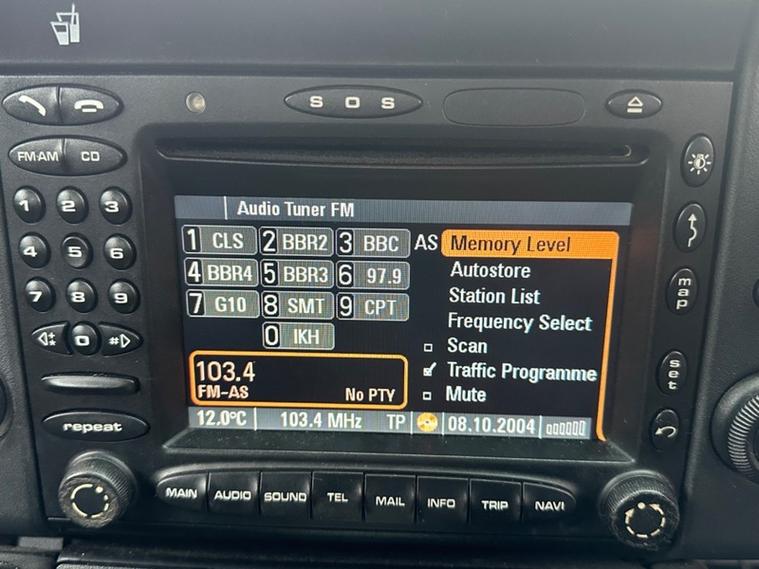 S O S
FM·AM CD
1 2 3
4 5 6
7 8 9
0 #
repeat
Audio Tuner FM
1 CLS 2 BBR2 3 BBC AS
4 BBR4 5 BBR3 6 97.9
7 G10 8 SMT 9 CPT
0 IKH
Memory Level
Autostore
Station List
Frequency Select
Scan
Traffic Programme
Mute
103.4
FM-AS No PTY
12.0°C 103.4 MHz TP 08.10.2004
map
set
MAIN AUDIO SOUND TEL MAIL INFO TRIP NAVI